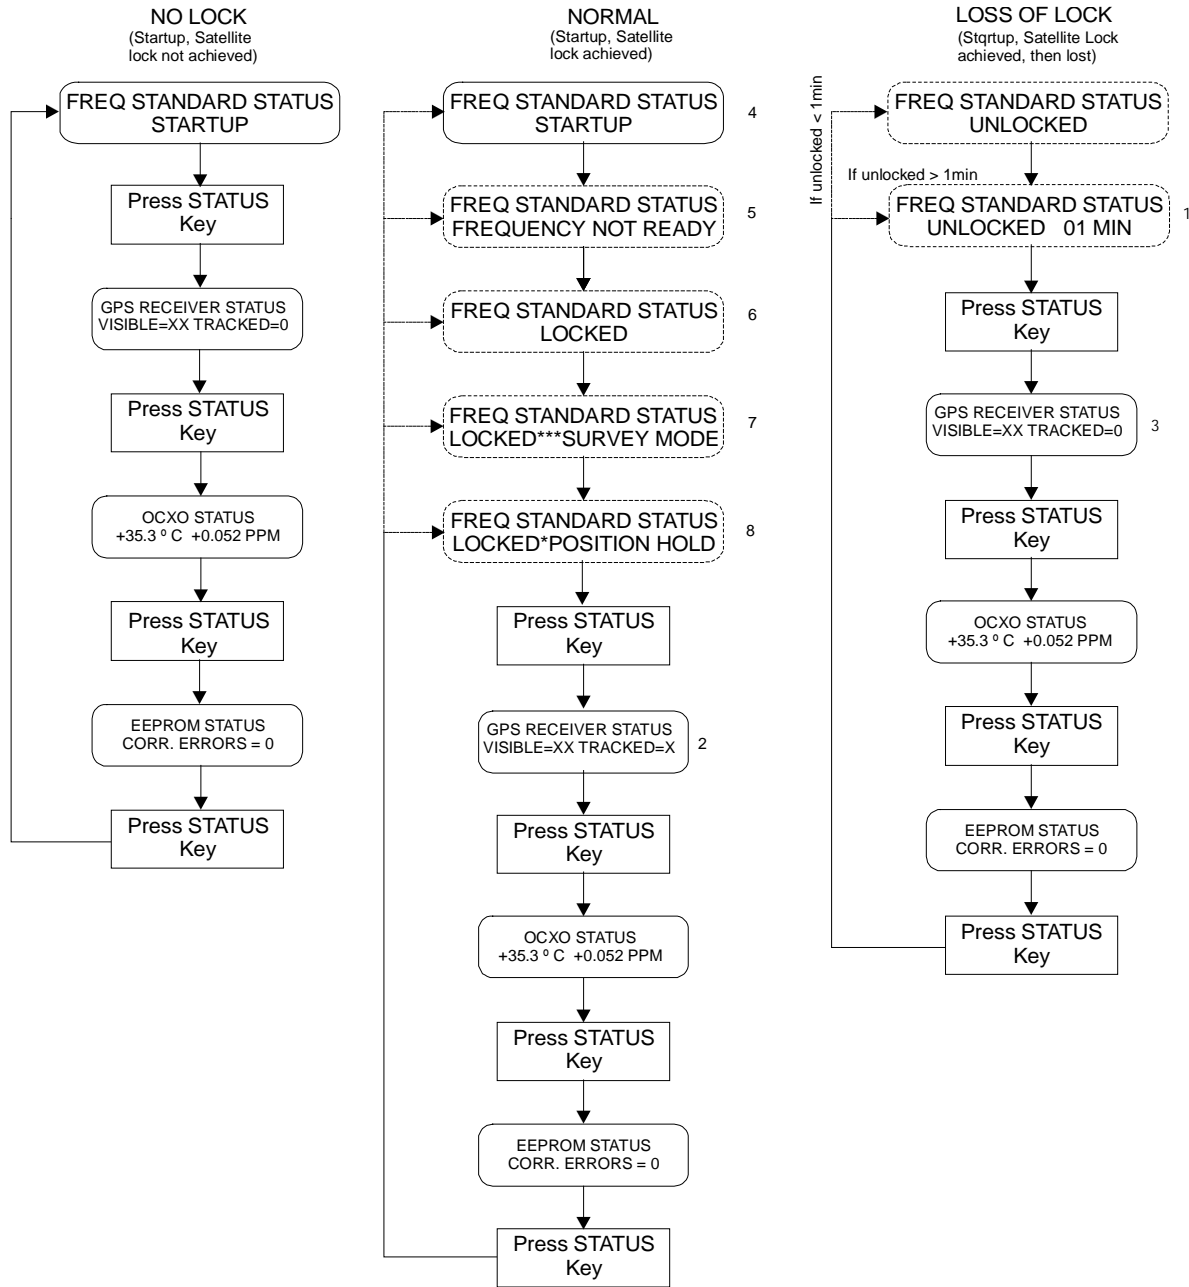 NO LOCK
(Startup, Satellite
lock not achieved)
FREQ STANDARD STATUS
STARTUP
Press STATUS
Key
GPS RECEIVER STATUS
VISIBLE=XX TRACKED=0
Press STATUS
Key
OCXO STATUS
+35.3 º C +0.052 PPM
Press STATUS
Key
EEPROM STATUS
CORR. ERRORS = 0
Press STATUS
Key
NORMAL
(Startup, Satellite
lock achieved)
FREQ STANDARD STATUS
STARTUP
4
FREQ STANDARD STATUS
FREQUENCY NOT READY
5
FREQ STANDARD STATUS
LOCKED
6
FREQ STANDARD STATUS
LOCKED***SURVEY MODE
7
FREQ STANDARD STATUS
LOCKED*POSITION HOLD
8
Press STATUS
Key
GPS RECEIVER STATUS
VISIBLE=XX TRACKED=X
2
Press STATUS
Key
OCXO STATUS
+35.3 º C +0.052 PPM
Press STATUS
Key
EEPROM STATUS
CORR. ERRORS = 0
Press STATUS
Key
LOSS OF LOCK
(Stqrtup, Satellite Lock
achieved, then lost)
If unlocked < 1min
FREQ STANDARD STATUS
UNLOCKED
If unlocked > 1min
FREQ STANDARD STATUS
UNLOCKED 01 MIN
1
Press STATUS
Key
GPS RECEIVER STATUS
VISIBLE=XX TRACKED=0
3
Press STATUS
Key
OCXO STATUS
+35.3 º C +0.052 PPM
Press STATUS
Key
EEPROM STATUS
CORR. ERRORS = 0
Press STATUS
Key